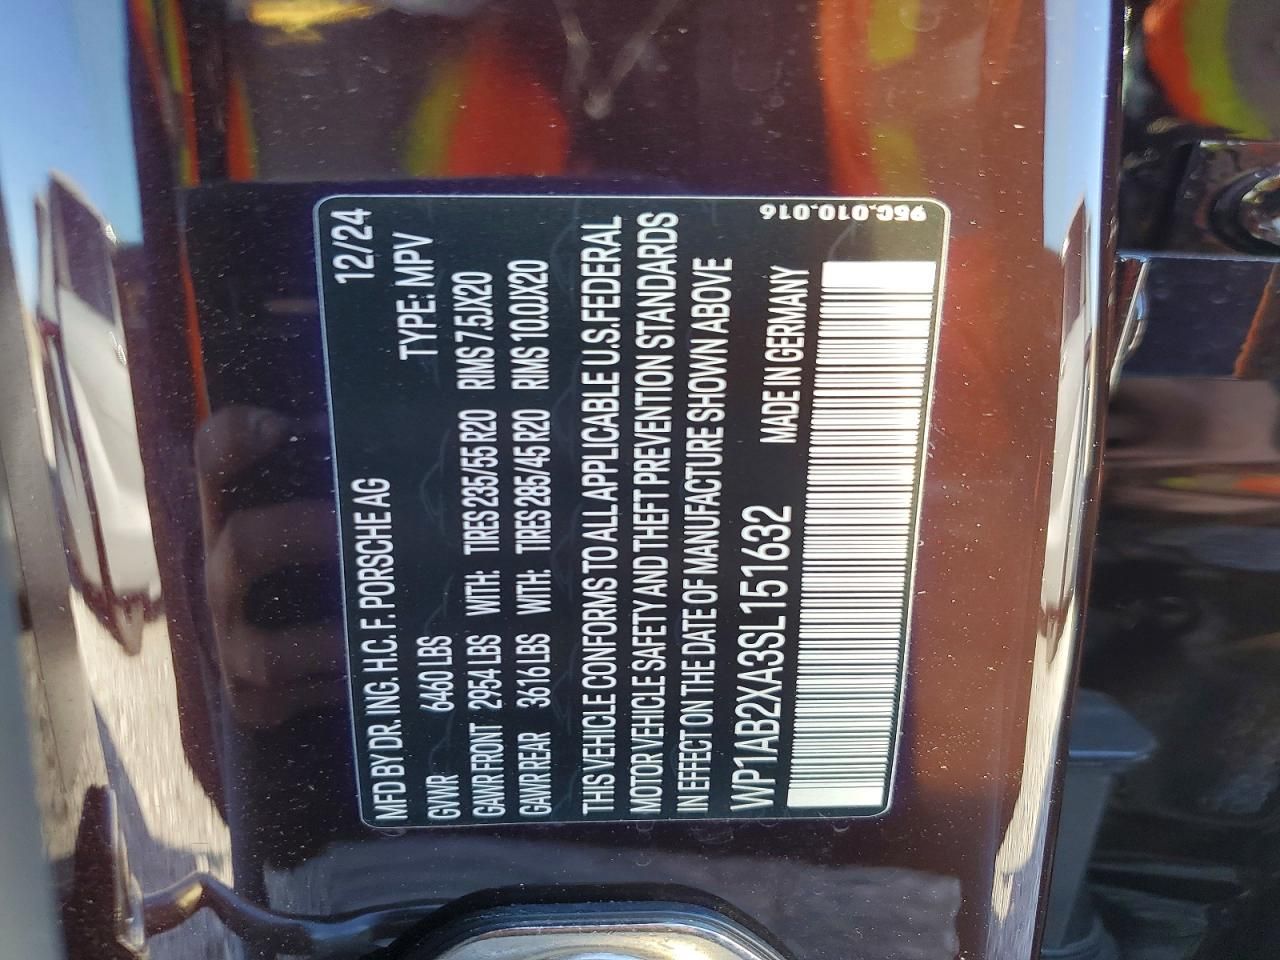 MFD BY DR. ING. H.C. F. PORSCHE AG 12/24
GVWR 6460 LBS TYPE: MPV
GAWR FRONT 2954 LBS WITH: TIRES 235/55 R20 RIMS 7.5JX20
GAWR REAR 3616 LBS WITH: TIRES 285/45 R20 RIMS 10.0JX20
THIS VEHICLE CONFORMS TO ALL APPLICABLE U.S. FEDERAL
MOTOR VEHICLE SAFETY AND THEFT PREVENTION STANDARDS
IN EFFECT ON THE DATE OF MANUFACTURE SHOWN ABOVE
WP1AB2XA3SL151632 MADE IN GERMANY
95C.010.016